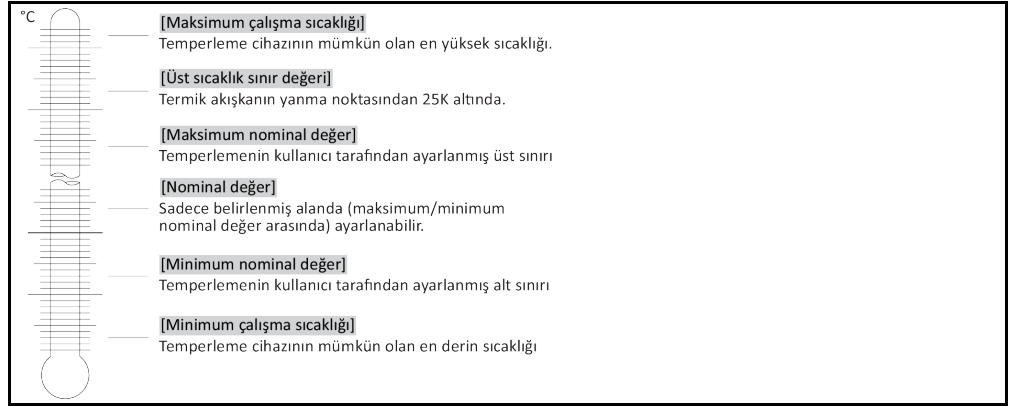 °C
[Maksimum çalışma sıcaklığı]
Temperleme cihazının mümkün olan en yüksek sıcaklığı.
[Üst sıcaklık sınır değeri]
Termik akışkanın yanma noktasından 25K altında.
[Maksimum nominal değer]
Temperlemenin kullanıcı tarafından ayarlanmış üst sınırı
[Nominal değer]
Sadece belirlenmiş alanda (maksimum/minimum
nominal değer arasında) ayarlanabilir.
[Minimum nominal değer]
Temperlemenin kullanıcı tarafından ayarlanmış alt sınırı
[Minimum çalışma sıcaklığı]
Temperleme cihazının mümkün olan en derin sıcaklığı